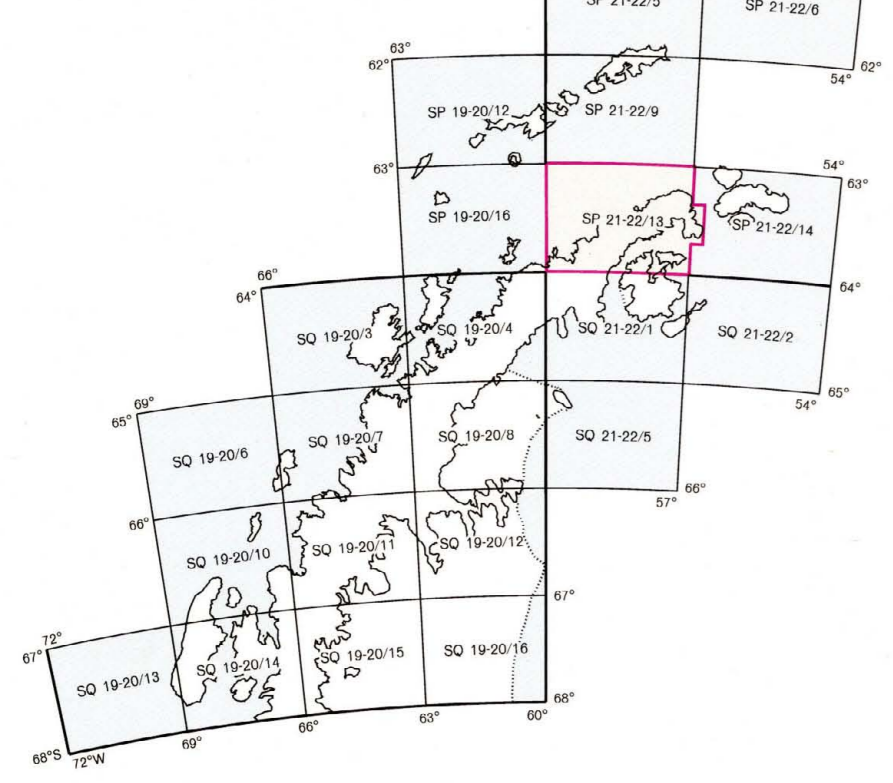 SP 21-22/5
SP 21-22/6
63°
62°
54°
62°
SP 19-20/12
SP 21-22/9
63°
54°
63°
SP 19-20/16
SP 21-22/13
SP 21-22/14
66°
64°
64°
SQ 19-20/3
SQ 19-20/4
SQ 21-22/1
SQ 21-22/2
65°
54°
69°
65°
SQ 19-20/6
SQ 19-20/7
SQ 19-20/8
SQ 21-22/5
66°
57°
66°
SQ 19-20/10
SQ 19-20/11
SQ 19-20/12
67°
72°
67°
SQ 19-20/13
SQ 19-20/14
SQ 19-20/15
SQ 19-20/16
68°
60°
63°
66°
69°
68°S
72°W